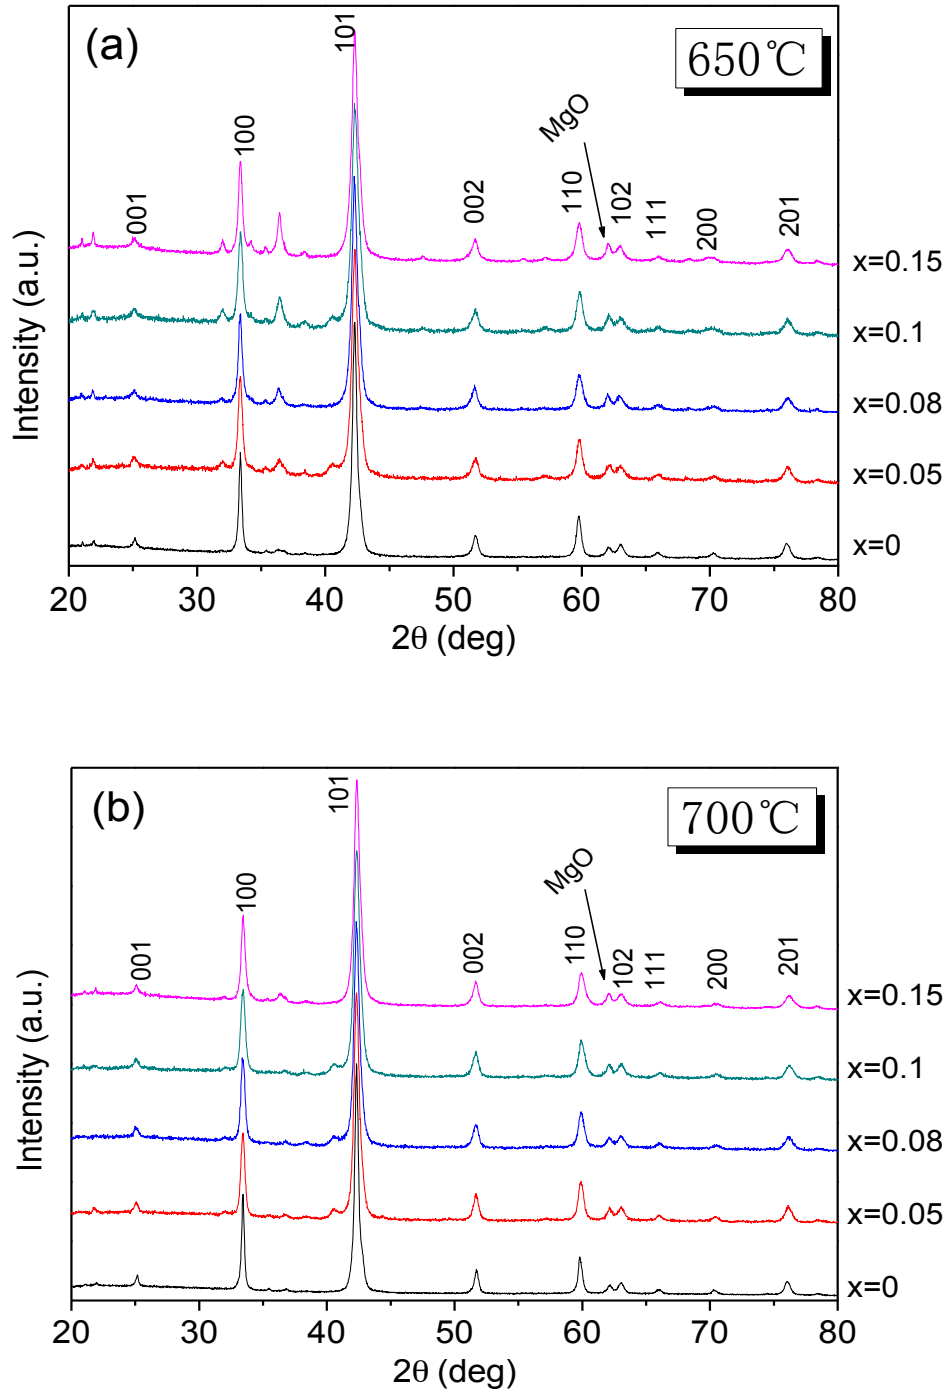 (a)
650℃
101
MgO
100
110
102
002
001
111
200
201
x=0.15
x=0.1
x=0.08
x=0.05
x=0
Intensity (a.u.)
20 30 40 50 60 70 80
2θ (deg)
(b)
700℃
101
MgO
100
110
002
001
102
111
200
201
x=0.15
x=0.1
x=0.08
x=0.05
x=0
Intensity (a.u.)
20 30 40 50 60 70 80
2θ (deg)